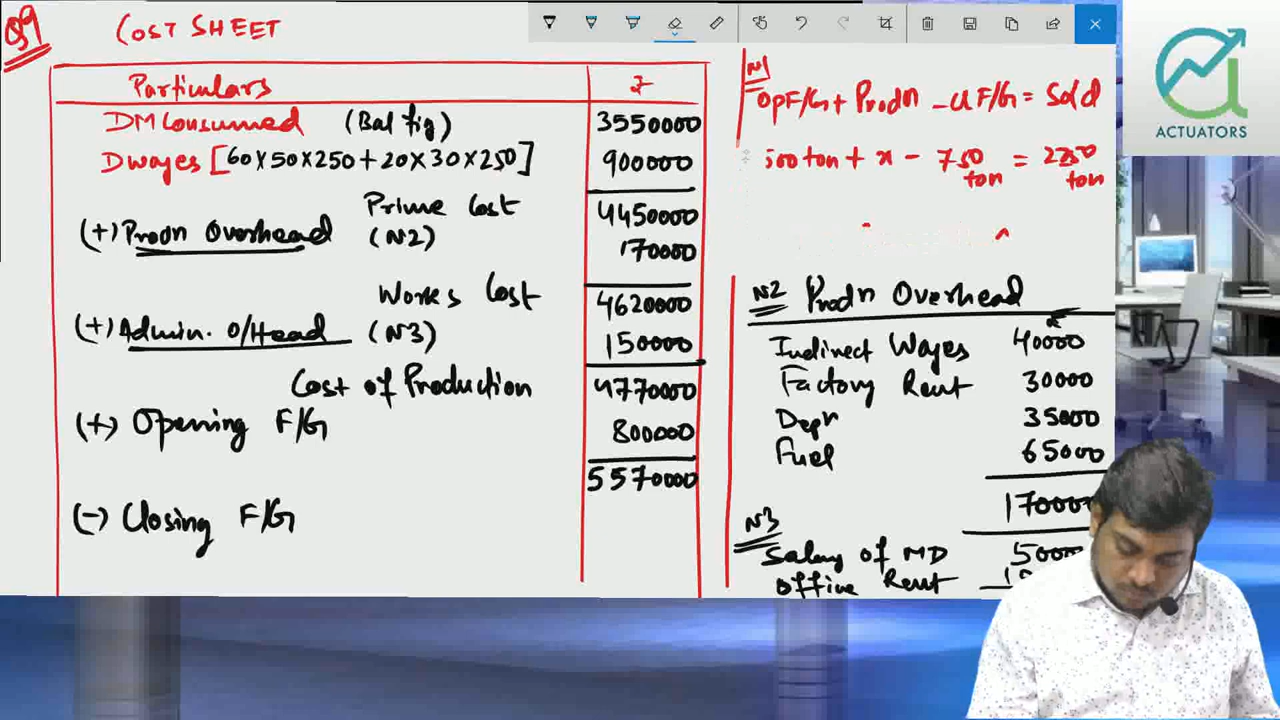 Q9 COST SHEET
Particulars ₹
DM Consumed (Bal fig) 3550000
D wages [60×50×250+20×30×250] 900000
Prime Cost 4450000
(+) Prodn Overhead (N2) 170000
Works Cost 4620000
(+) Admin. O/Head (N3) 150000
Cost of Production 4770000
(+) Opening F/G 800000
5570000
(-) Closing F/G
N1
Op F/G + Prodn - Cl F/G = Sold
500 ton + x - 750 ton = 2250 ton
N2 Prodn Overhead
Indirect Wages 40000
Factory Rent 30000
Depr 35000
Fuel 65000
170000
N3
Salary of MD
Office Rent
ACTUATORS